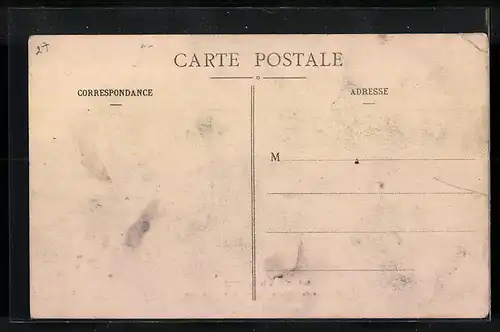 27
CARTE POSTALE
CORRESPONDANCE
ADRESSE
M